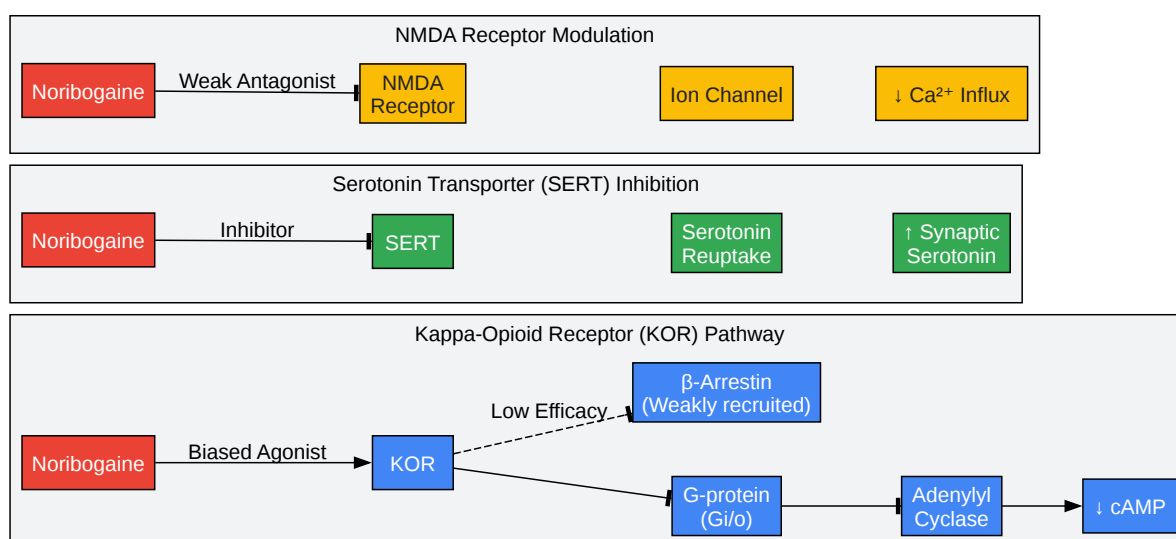 NMDA Receptor Modulation
Noribogaine
Weak Antagonist
NMDA
Receptor
Ion Channel
↓ Ca²⁺ Influx
Serotonin Transporter (SERT) Inhibition
Noribogaine
Inhibitor
SERT
Serotonin
Reuptake
↑ Synaptic
Serotonin
Kappa-Opioid Receptor (KOR) Pathway
Noribogaine
Biased Agonist
KOR
Low Efficacy
β-Arrestin
(Weakly recruited)
G-protein
(Gi/o)
Adenylyl
Cyclase
↓ cAMP